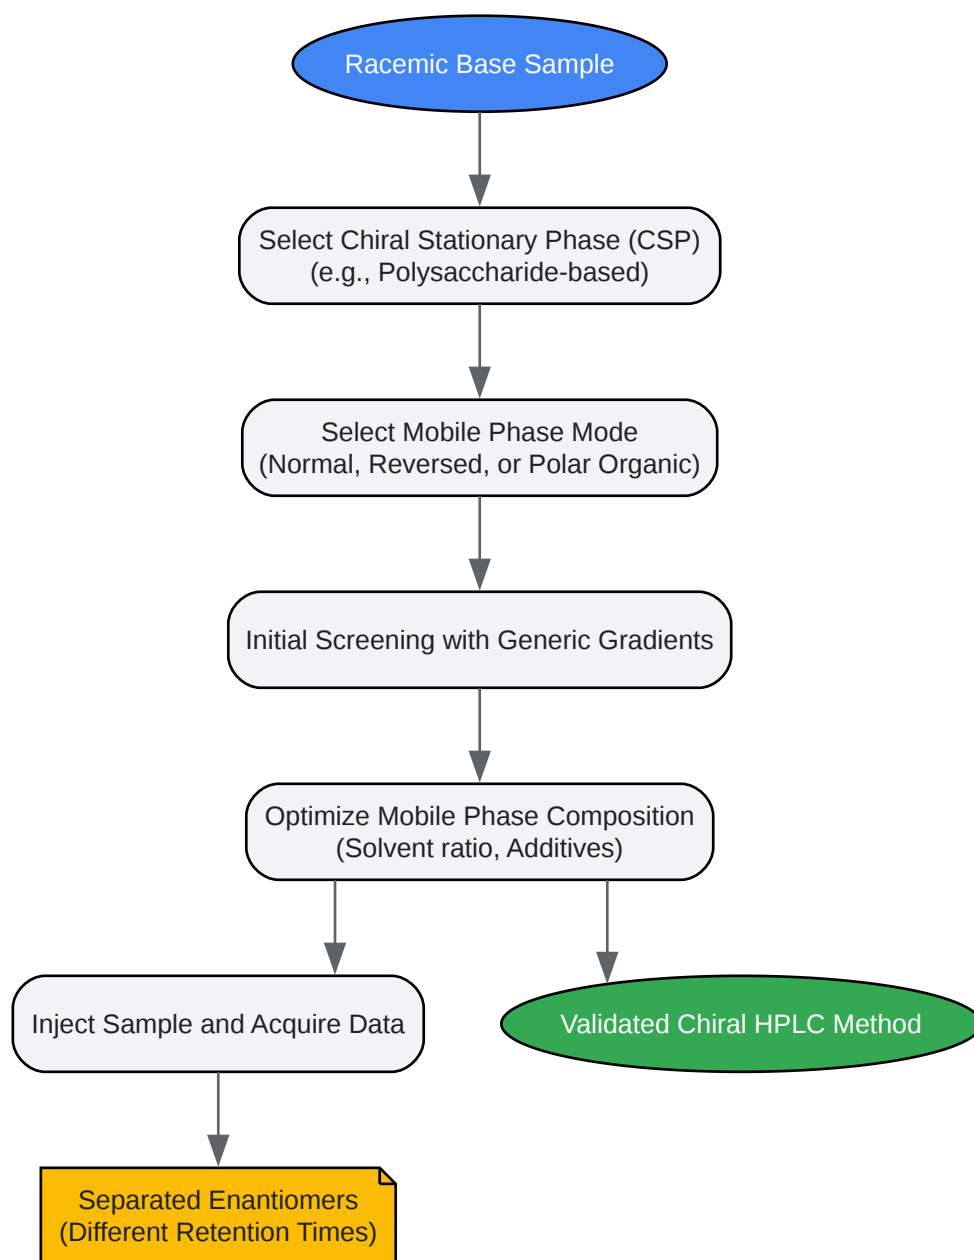 Racemic Base Sample
Select Chiral Stationary Phase (CSP)
(e.g., Polysaccharide-based)
Select Mobile Phase Mode
(Normal, Reversed, or Polar Organic)
Initial Screening with Generic Gradients
Optimize Mobile Phase Composition
(Solvent ratio, Additives)
Inject Sample and Acquire Data
Validated Chiral HPLC Method
Separated Enantiomers
(Different Retention Times)